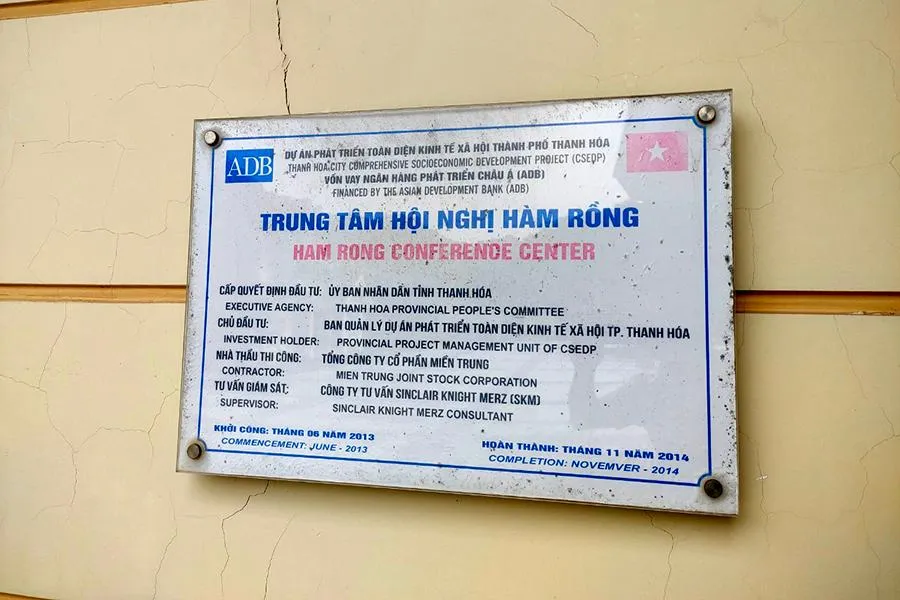 ADB
DỰ ÁN PHÁT TRIỂN TOÀN DIỆN KINH TẾ XÃ HỘI THÀNH PHỐ THANH HÓA
THANH HOA CITY COMPREHENSIVE SOCIOECONOMIC DEVELOPMENT PROJECT (CSEDP)
VỐN VAY NGÂN HÀNG PHÁT TRIỂN CHÂU Á (ADB)
FINANCED BY THE ASIAN DEVELOPMENT BANK (ADB)
TRUNG TÂM HỘI NGHỊ HÀM RỒNG
HAM RONG CONFERENCE CENTER
CẤP QUYẾT ĐỊNH ĐẦU TƯ: ỦY BAN NHÂN DÂN TỈNH THANH HÓA
EXECUTIVE AGENCY: THANH HOA PROVINCIAL PEOPLE'S COMMITTEE
CHỦ ĐẦU TƯ: BAN QUẢN LÝ DỰ ÁN PHÁT TRIỂN TOÀN DIỆN KINH TẾ XÃ HỘI TP. THANH HÓA
INVESTMENT HOLDER: PROVINCIAL PROJECT MANAGEMENT UNIT OF CSEDP
NHÀ THẦU THI CÔNG: TỔNG CÔNG TY CỔ PHẦN MIỀN TRUNG
CONTRACTOR: MIEN TRUNG JOINT STOCK CORPORATION
TƯ VẤN GIÁM SÁT: CÔNG TY TƯ VẤN SINCLAIR KNIGHT MERZ (SKM)
SUPERVISOR: SINCLAIR KNIGHT MERZ CONSULTANT
KHỞI CÔNG: THÁNG 06 NĂM 2013
COMMENCEMENT: JUNE - 2013
HOÀN THÀNH: THÁNG 11 NĂM 2014
COMPLETION: NOVEMVER - 2014